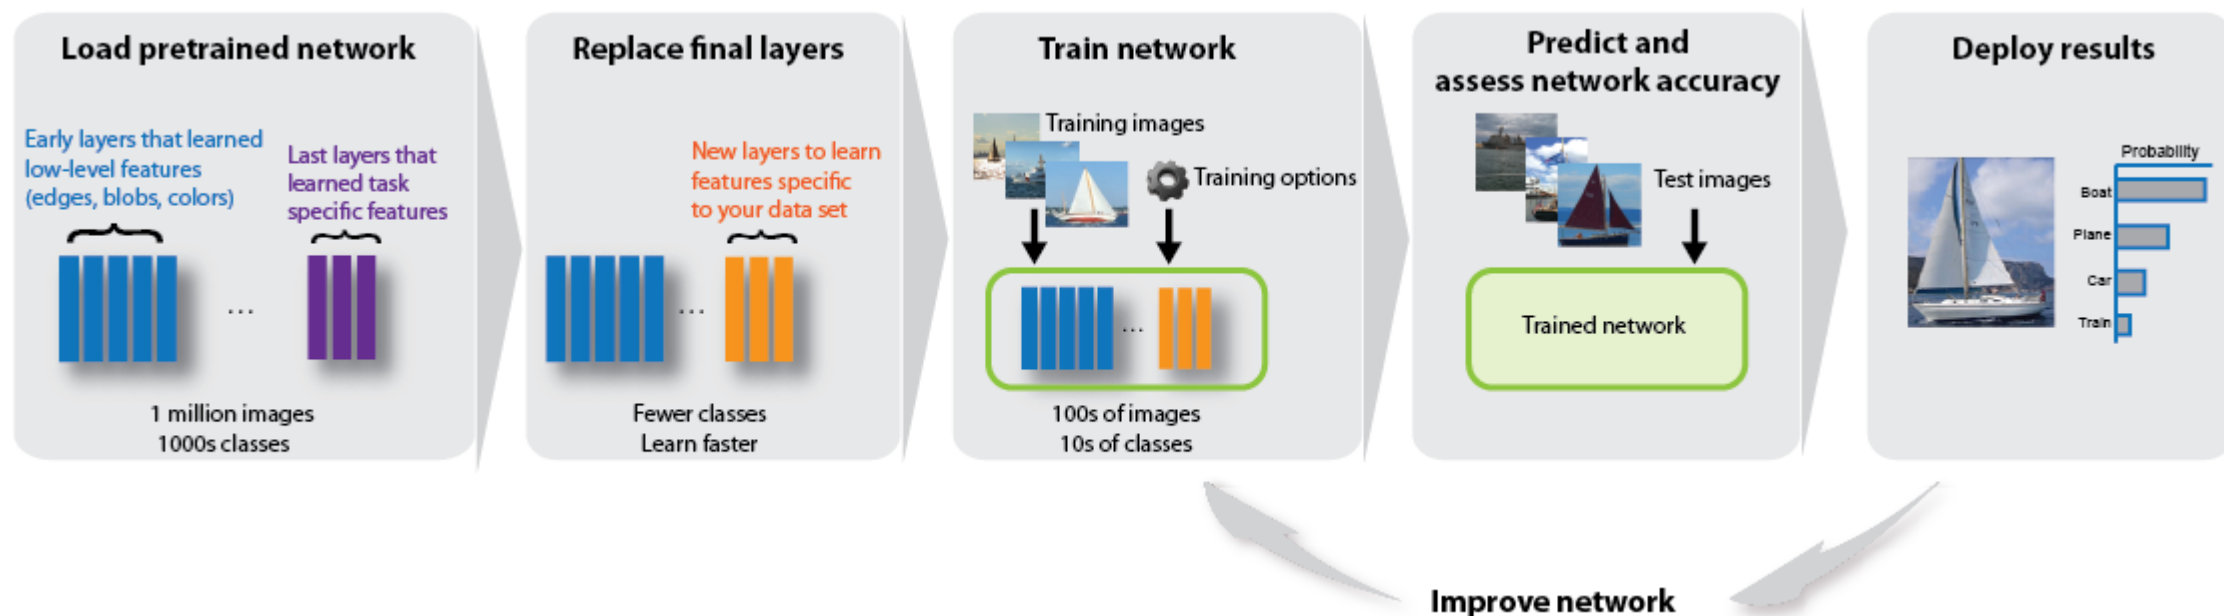 Load pretrained network
Early layers that learned
low-level features
(edges, blobs, colors)
Last layers that
learned task
specific features
...
1 million images
1000s classes
Replace final layers
New layers to learn
features specific
to your data set
...
Fewer classes
Learn faster
Train network
Training images
Training options
...
100s of images
10s of classes
Predict and
assess network accuracy
Test images
Trained network
Deploy results
Probability
Boat
Plane
Car
Train
Improve network